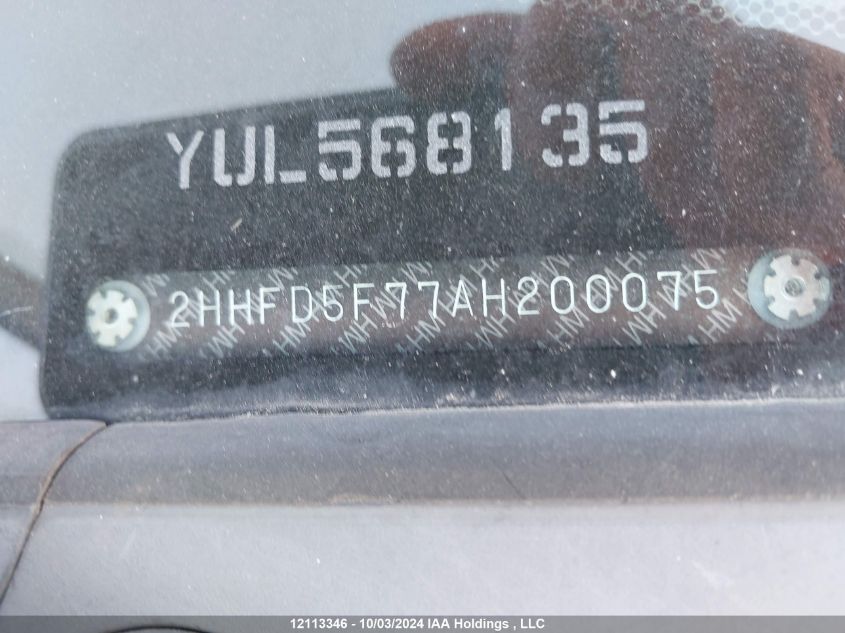 YUL568135
2HHFD5F77AH200075
12113346 - 10/03/2024 IAA Holdings , LLC